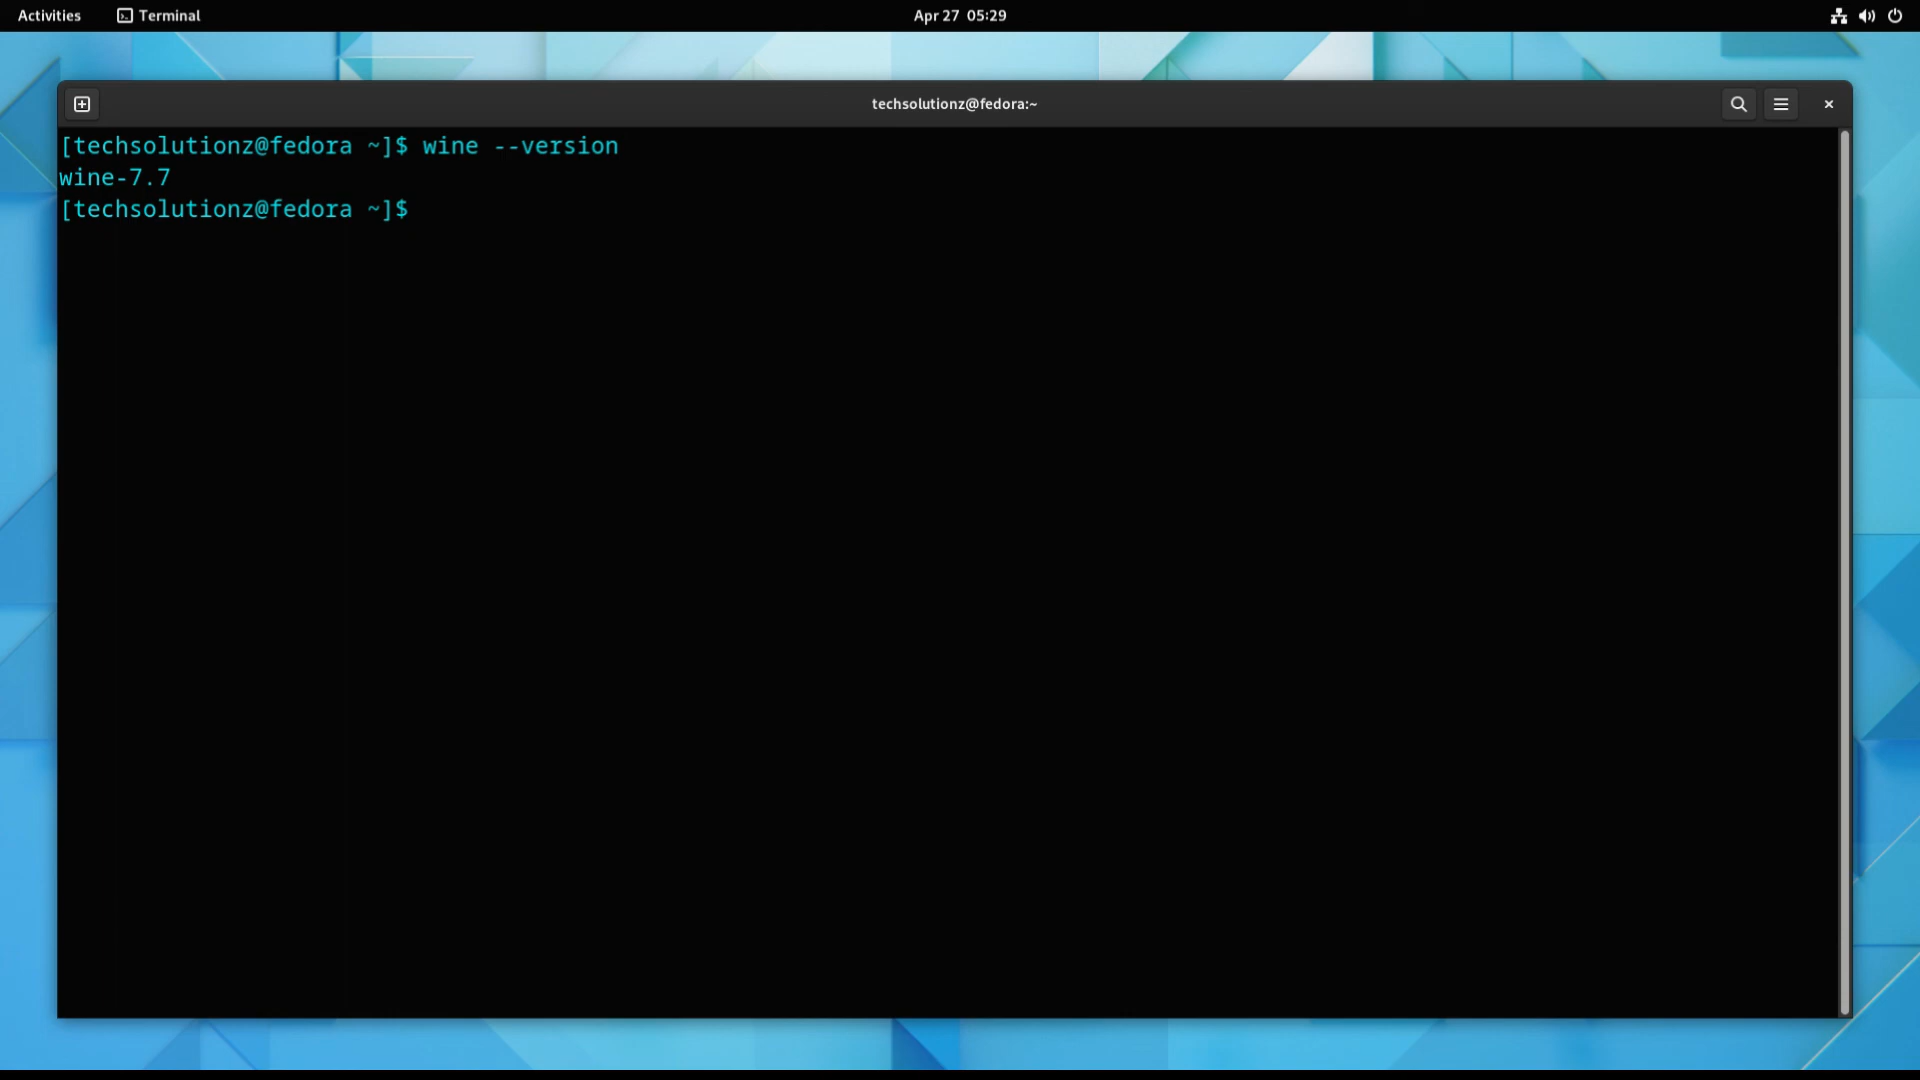 Activities Terminal Apr 27 05:29
techsolutionz@fedora:~
[techsolutionz@fedora ~]$ wine --version
wine-7.7
[techsolutionz@fedora ~]$